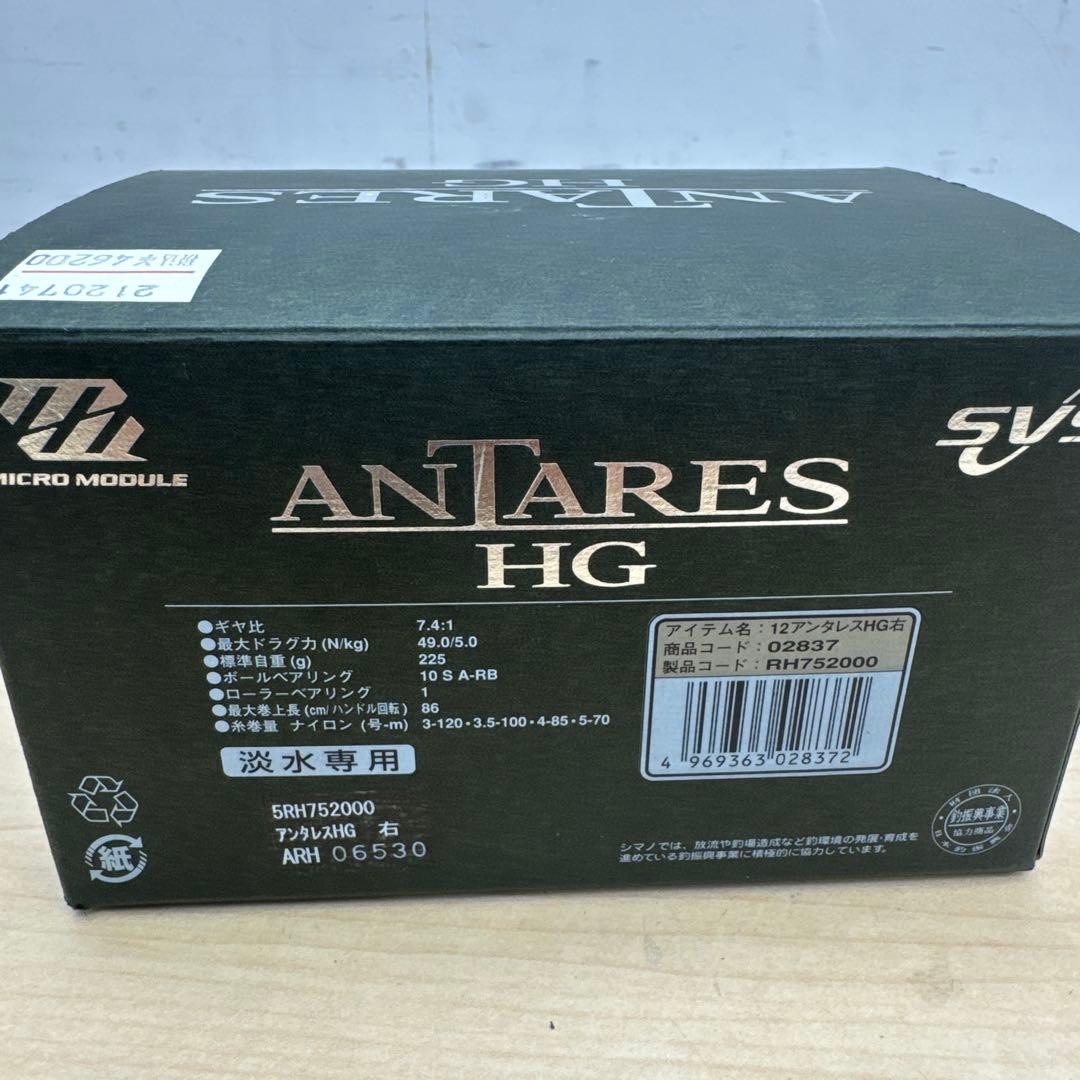 ANTARES
HG
税込￥46200
2120741
MICRO MODULE
SVS
ANTARES
HG
●ギヤ比 7.4:1
●最大ドラグ力 (N/kg) 49.0/5.0
●標準自重 (g) 225
●ボールベアリング 10 S A-RB
●ローラーベアリング 1
●最大巻上長 (cm/ハンドル回転) 86
●糸巻量 ナイロン (号-m) 3-120・3.5-100・4-85・5-70
淡水専用
アイテム名：12アンタレスHG右
商品コード：02837
製品コード：RH752000
4 969363 028372
5RH752000
アンタレスHG 右
ARH 06530
紙
シマノでは、放流や釣場造成など釣環境の発展・育成を
進めている釣振興事業に積極的に協力しています。
財団法人
釣振興事業
協力商品